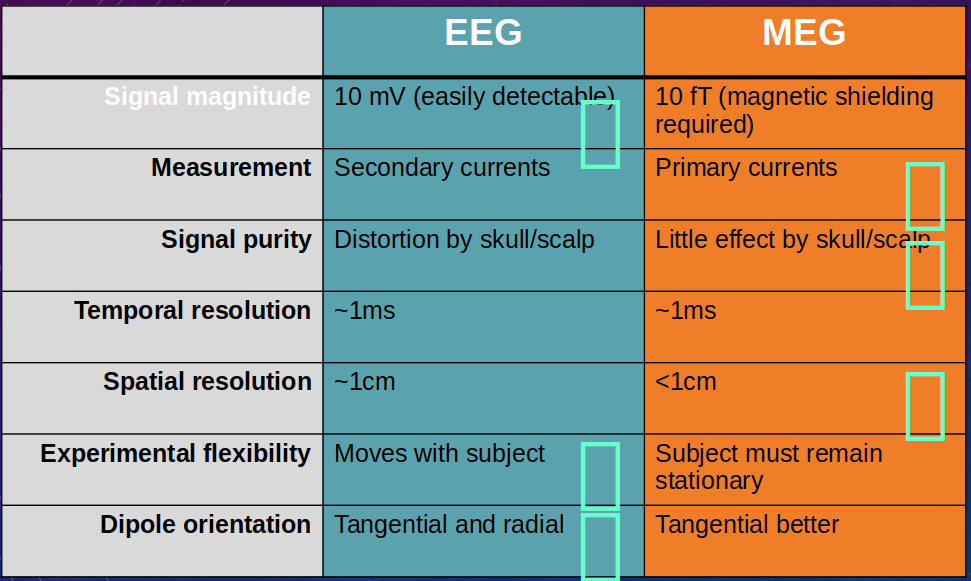 EEG
MEG
Signal magnitude
10 mV (easily detectable)
10 fT (magnetic shielding
required)
Measurement
Secondary currents
Primary currents
Signal purity
Distortion by skull/scalp
Little effect by skull/scalp
Temporal resolution
~1ms
~1ms
Spatial resolution
~1cm
<1cm
Experimental flexibility
Moves with subject
Subject must remain
stationary
Dipole orientation
Tangential and radial
Tangential better